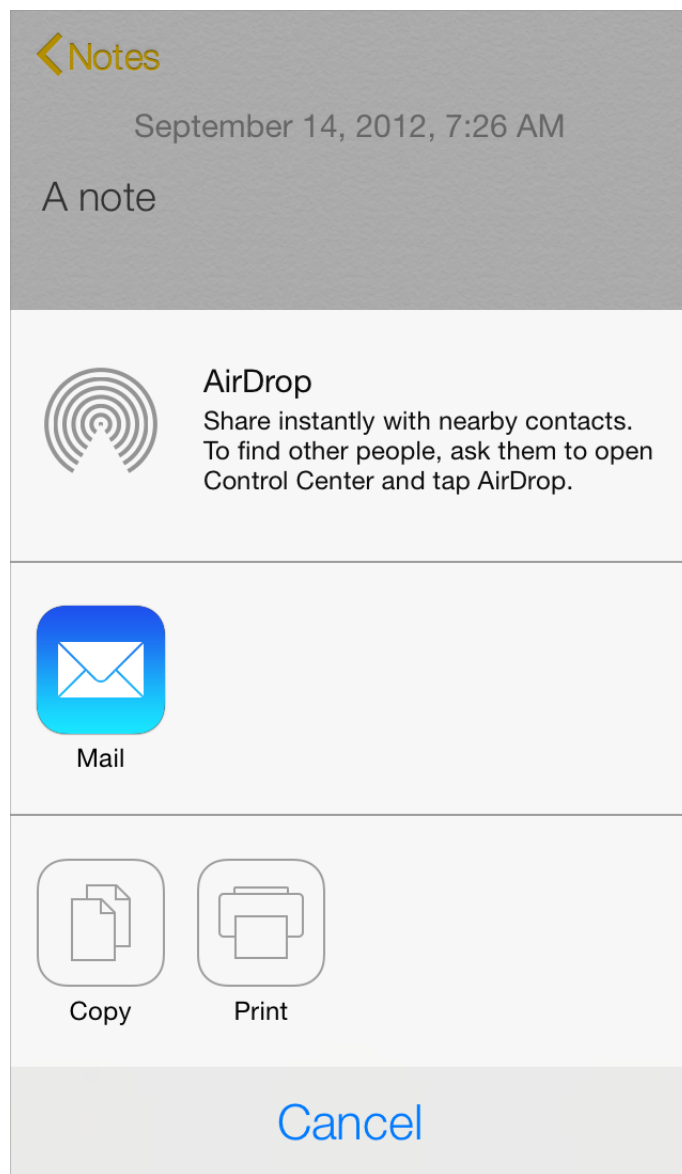 Notes
September 14, 2012, 7:26 AM
A note
AirDrop
Share instantly with nearby contacts.
To find other people, ask them to open
Control Center and tap AirDrop.
Mail
Copy
Print
Cancel